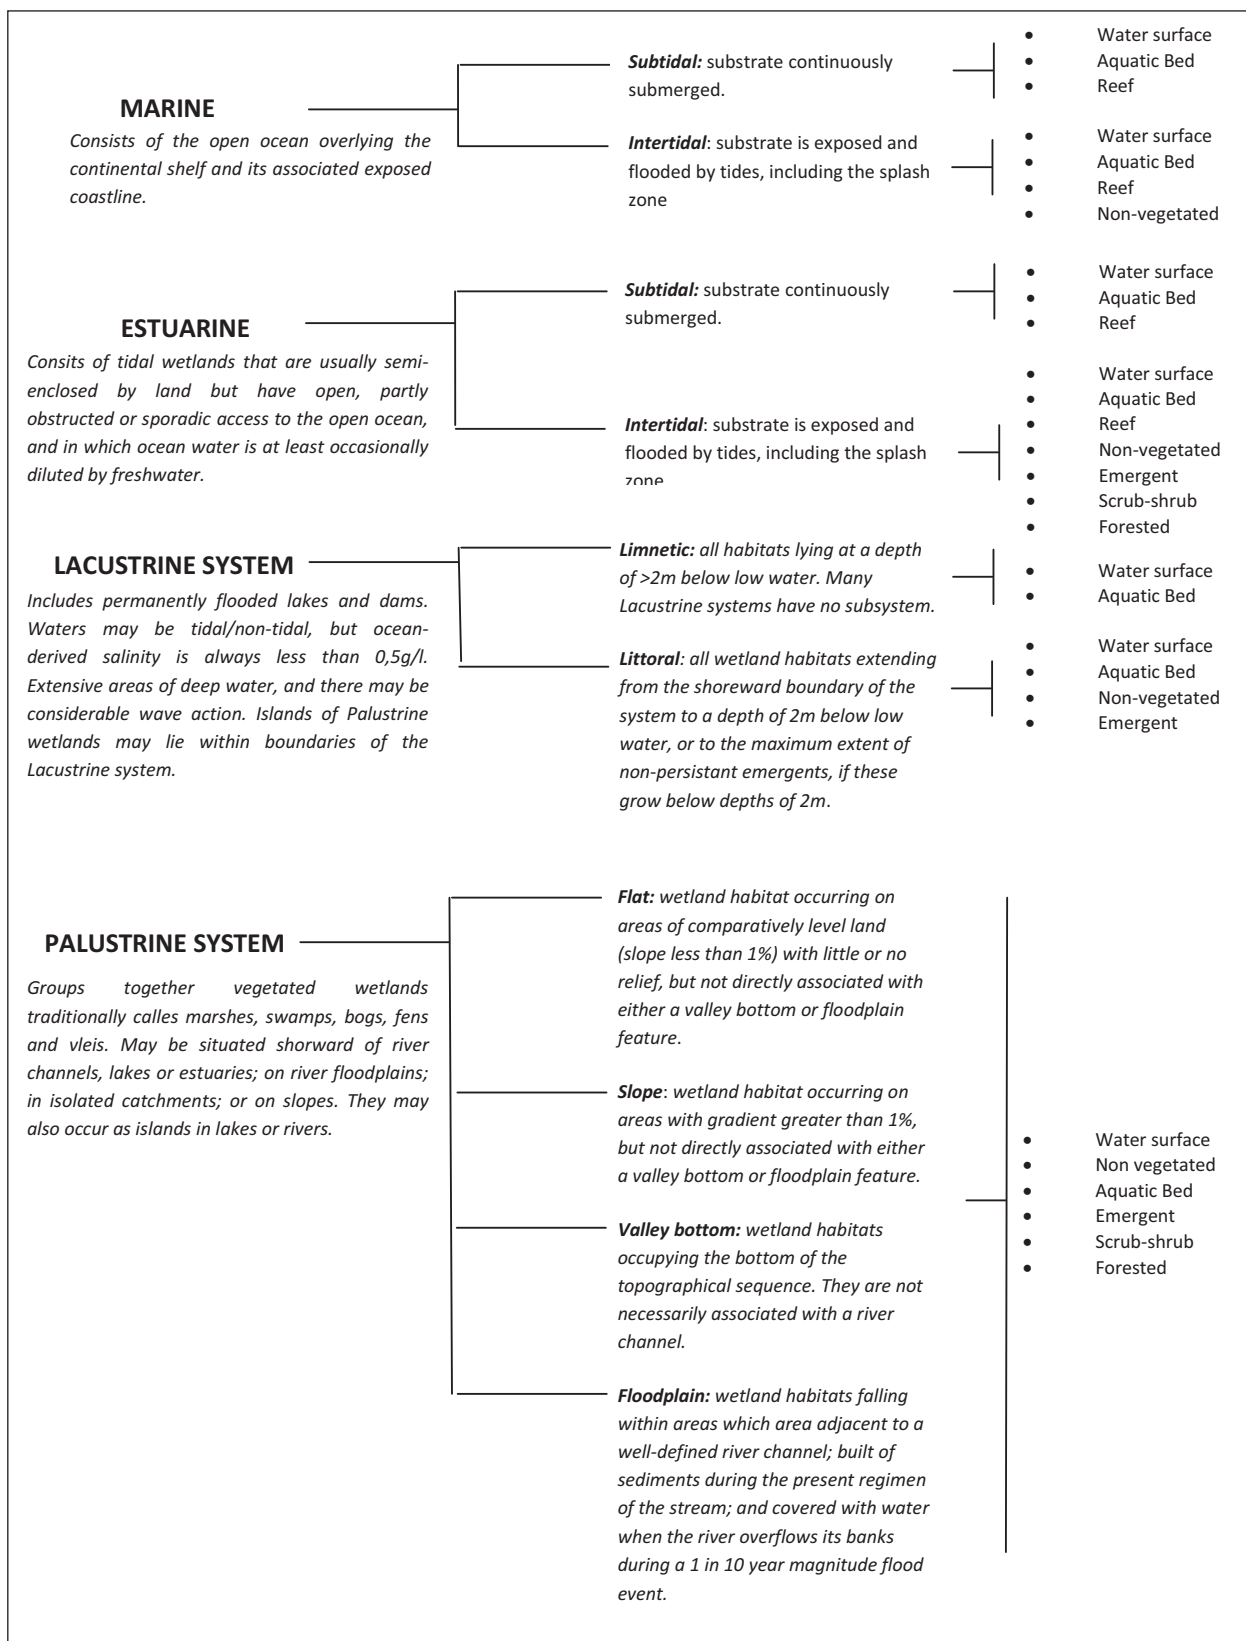 MARINE
Consists of the open ocean overlying the
continental shelf and its associated exposed
coastline.
Subtidal: substrate continuously
submerged.
• Water surface
• Aquatic Bed
• Reef
Intertidal: substrate is exposed and
flooded by tides, including the splash
zone
• Water surface
• Aquatic Bed
• Reef
• Non-vegetated
ESTUARINE
Consits of tidal wetlands that are usually semi-
enclosed by land but have open, partly
obstructed or sporadic access to the open ocean,
and in which ocean water is at least occasionally
diluted by freshwater.
Subtidal: substrate continuously
submerged.
• Water surface
• Aquatic Bed
• Reef
Intertidal: substrate is exposed and
flooded by tides, including the splash
zone
• Water surface
• Aquatic Bed
• Reef
• Non-vegetated
• Emergent
• Scrub-shrub
• Forested
LACUSTRINE SYSTEM
Includes permanently flooded lakes and dams.
Waters may be tidal/non-tidal, but ocean-
derived salinity is always less than 0,5g/l.
Extensive areas of deep water, and there may be
considerable wave action. Islands of Palustrine
wetlands may lie within boundaries of the
Lacustrine system.
Limnetic: all habitats lying at a depth
of >2m below low water. Many
Lacustrine systems have no subsystem.
• Water surface
• Aquatic Bed
Littoral: all wetland habitats extending
from the shoreward boundary of the
system to a depth of 2m below low
water, or to the maximum extent of
non-persistant emergents, if these
grow below depths of 2m.
• Water surface
• Aquatic Bed
• Non-vegetated
• Emergent
PALUSTRINE SYSTEM
Groups together vegetated wetlands
traditionally calles marshes, swamps, bogs, fens
and vleis. May be situated shorward of river
channels, lakes or estuaries; on river floodplains;
in isolated catchments; or on slopes. They may
also occur as islands in lakes or rivers.
Flat: wetland habitat occurring on
areas of comparatively level land
(slope less than 1%) with little or no
relief, but not directly associated with
either a valley bottom or floodplain
feature.
Slope: wetland habitat occurring on
areas with gradient greater than 1%,
but not directly associated with either
a valley bottom or floodplain feature.
Valley bottom: wetland habitats
occupying the bottom of the
topographical sequence. They are not
necessarily associated with a river
channel.
Floodplain: wetland habitats falling
within areas which area adjacent to a
well-defined river channel; built of
sediments during the present regimen
of the stream; and covered with water
when the river overflows its banks
during a 1 in 10 year magnitude flood
event.
• Water surface
• Non vegetated
• Aquatic Bed
• Emergent
• Scrub-shrub
• Forested